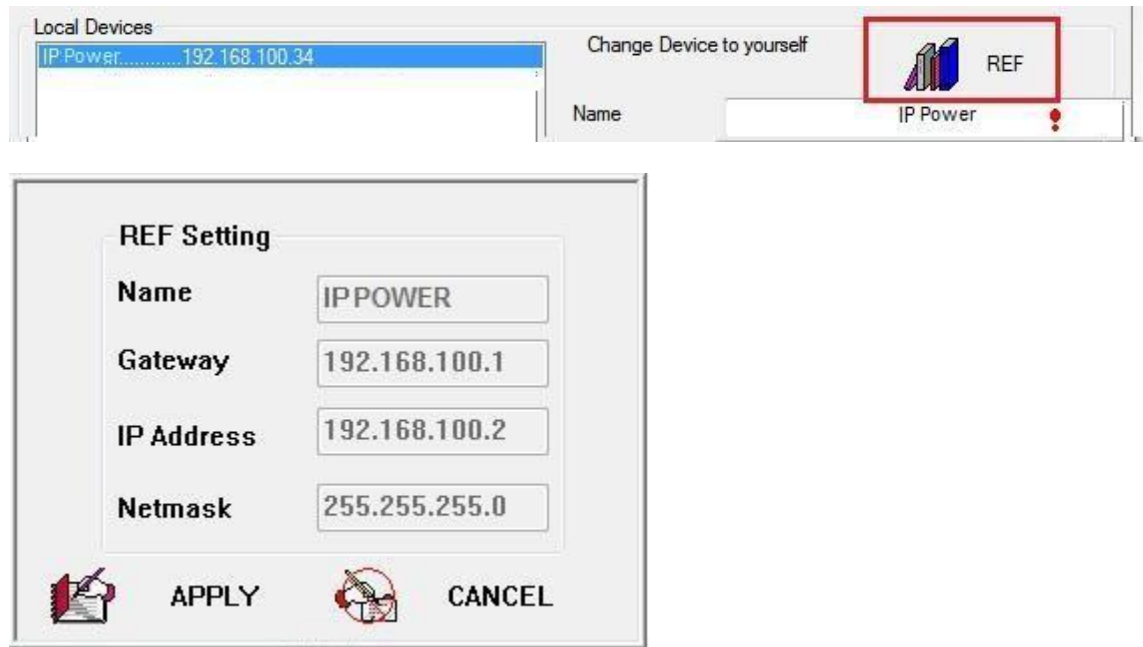 Local Devices
IP Power............192.168.100.34
Change Device to yourself
REF
Name
IP Power
REF Setting
Name
IPPOWER
Gateway
192.168.100.1
IP Address
192.168.100.2
Netmask
255.255.255.0
APPLY
CANCEL